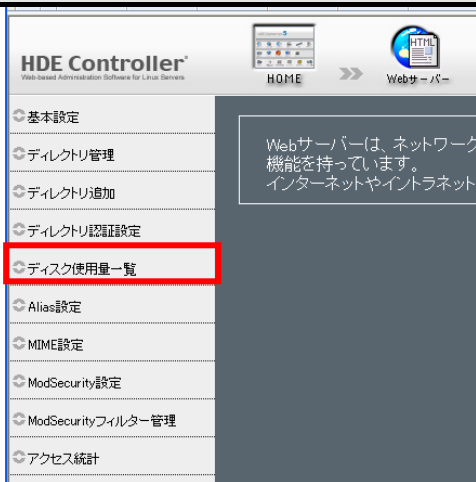 HDE Controller
Web-based Administration Software for Linux Servers
HOME
HTML
Webサーバー
基本設定
ディレクトリ管理
ディレクトリ追加
ディレクトリ認証設定
ディスク使用量一覧
Alias設定
MIME設定
ModSecurity設定
ModSecurityフィルター管理
アクセス統計
Webサーバーは、ネットワーク
機能を持っています。
インターネットやイントラネット